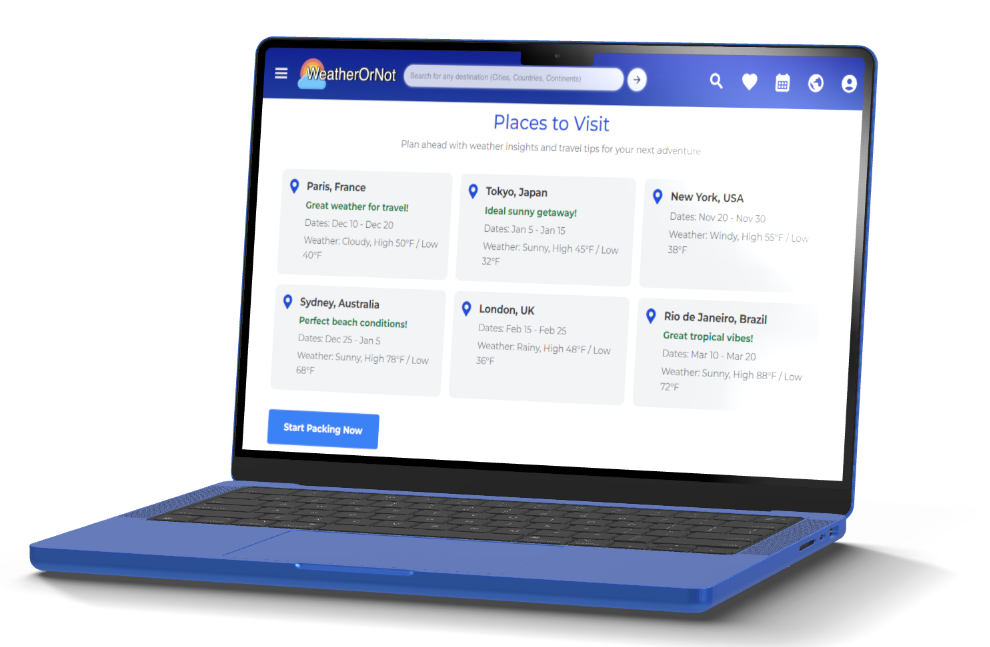 WeatherOrNot
Search for any destination (Cities, Countries, Continents)
Places to Visit
Plan ahead with weather insights and travel tips for your next adventure
Paris, France
Great weather for travel!
Dates: Dec 10 - Dec 20
Weather: Cloudy, High 50°F / Low
40°F
Tokyo, Japan
Ideal sunny getaway!
Dates: Jan 5 - Jan 15
Weather: Sunny, High 45°F / Low
32°F
New York, USA
Dates: Nov 20 - Nov 30
Weather: Windy, High 55°F / Low
38°F
Sydney, Australia
Perfect beach conditions!
Dates: Dec 25 - Jan 5
Weather: Sunny, High 78°F / Low
68°F
London, UK
Dates: Feb 15 - Feb 25
Weather: Rainy, High 48°F / Low
36°F
Rio de Janeiro, Brazil
Great tropical vibes!
Dates: Mar 10 - Mar 20
Weather: Sunny, High 88°F / Low
72°F
Start Packing Now